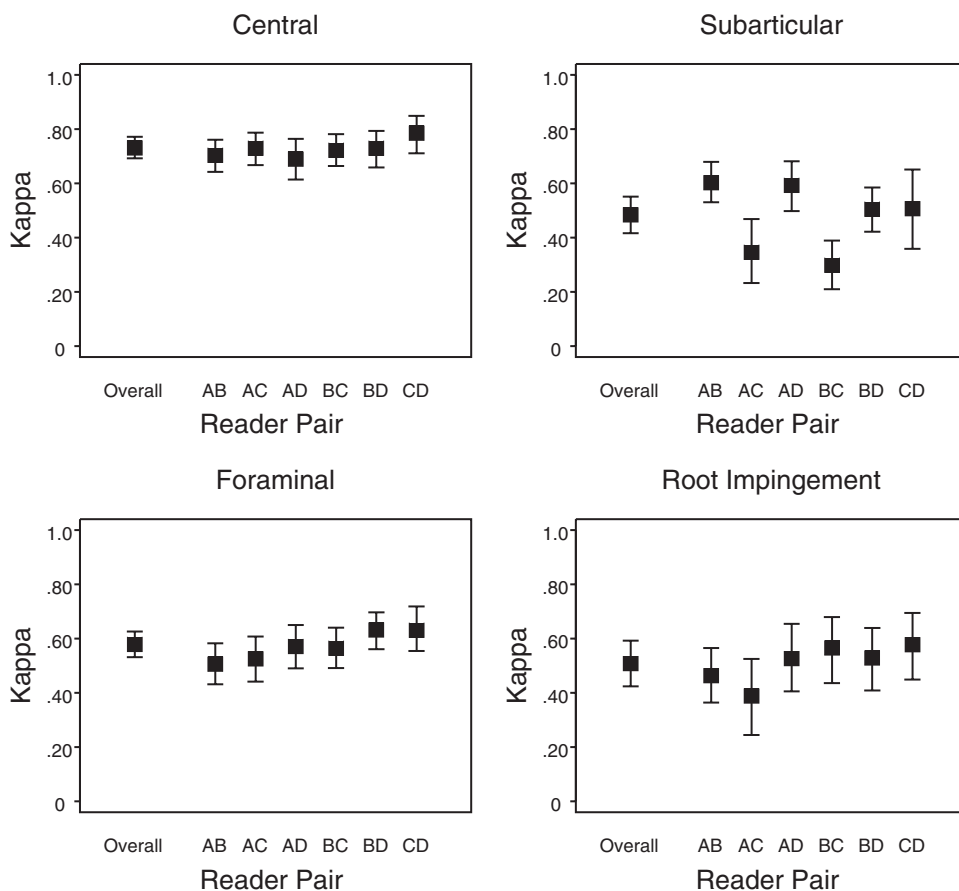 Central
Kappa
1.0
.80
.60
.40
.20
0
Overall AB AC AD BC BD CD
Reader Pair
Subarticular
Kappa
1.0
.80
.60
.40
.20
0
Overall AB AC AD BC BD CD
Reader Pair
Foraminal
Kappa
1.0
.80
.60
.40
.20
0
Overall AB AC AD BC BD CD
Reader Pair
Root Impingement
Kappa
1.0
.80
.60
.40
.20
0
Overall AB AC AD BC BD CD
Reader Pair